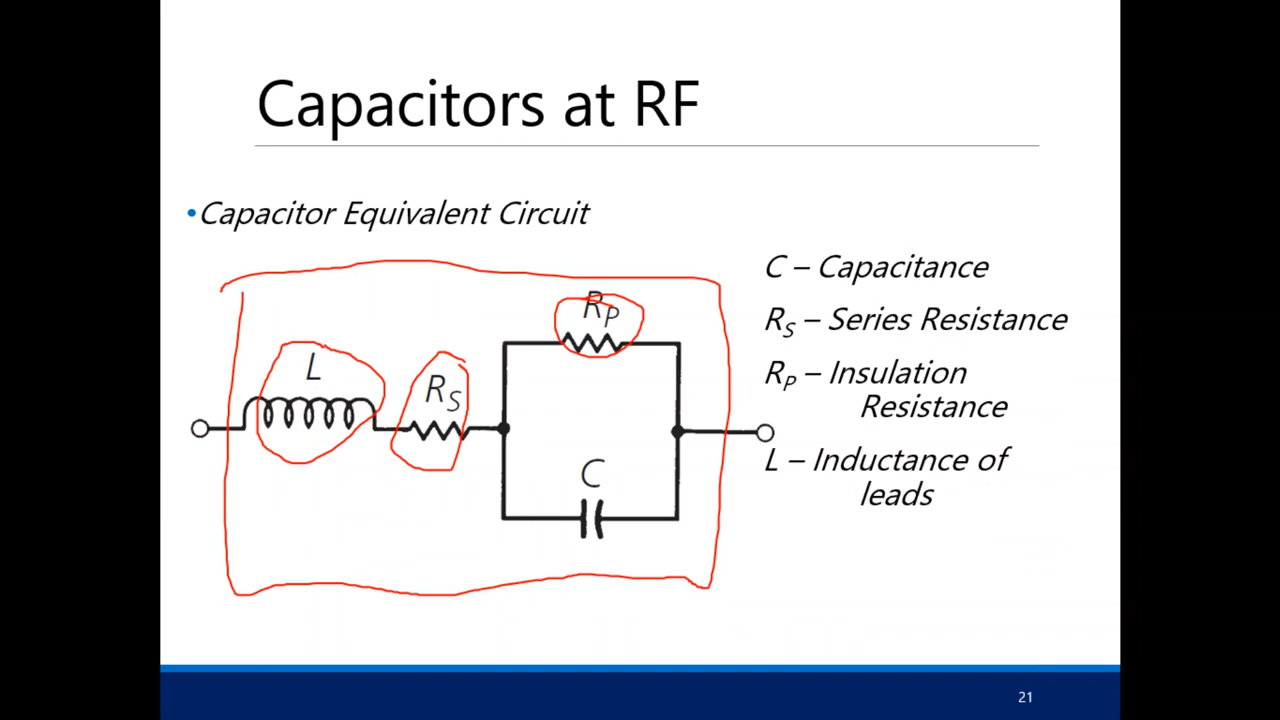 Capacitors at RF
•Capacitor Equivalent Circuit
C – Capacitance
R_S – Series Resistance
R_P – Insulation
Resistance
L – Inductance of
leads
R_P
L
R_S
C
21